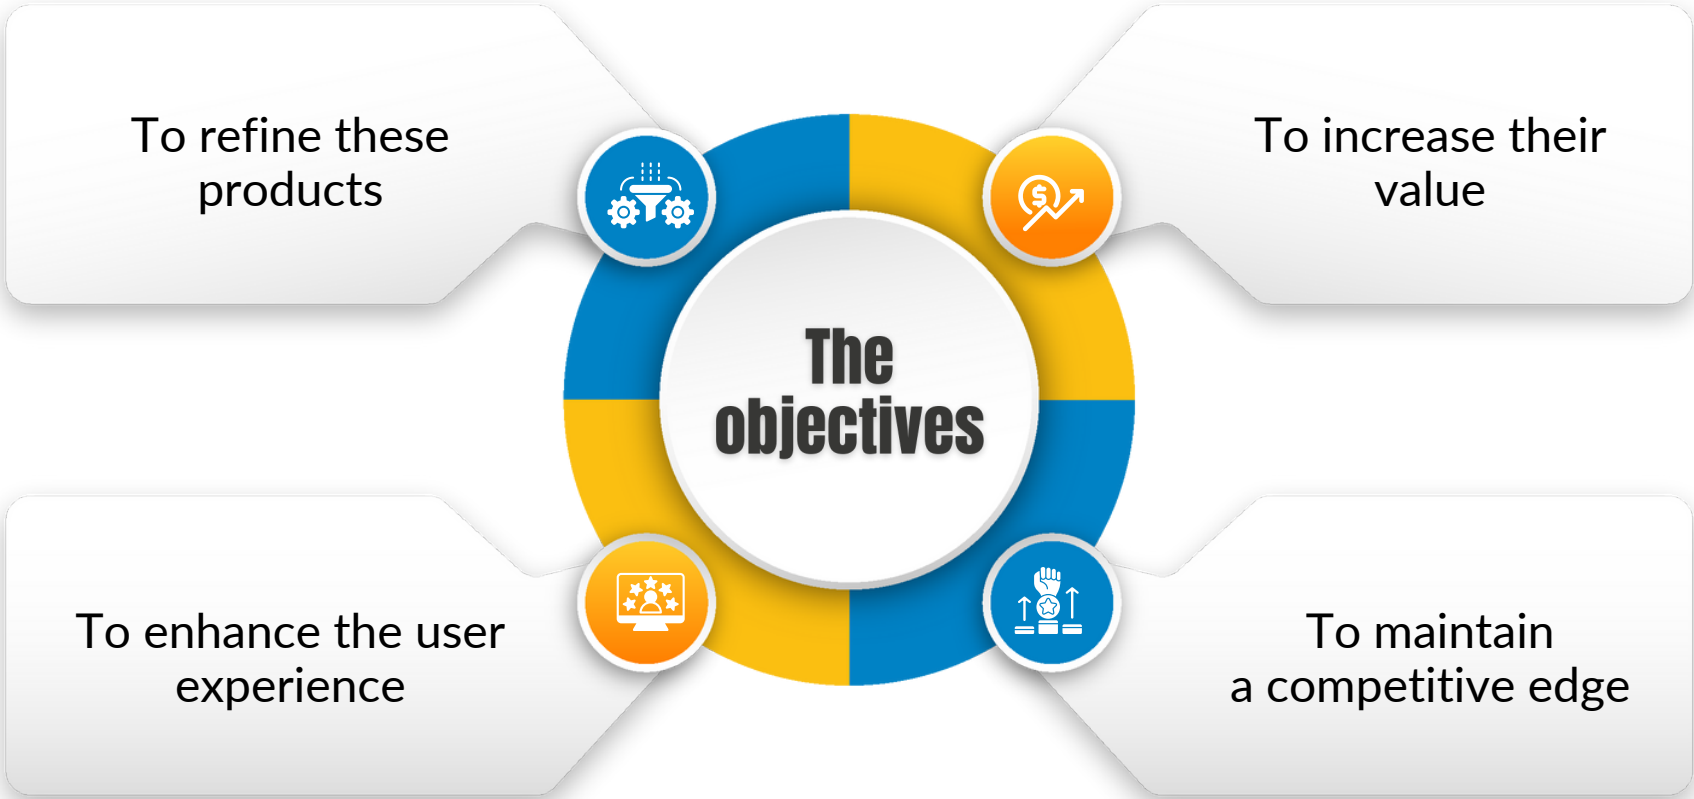 To refine these
products
To increase their
value
The
objectives
To enhance the user
experience
To maintain
a competitive edge